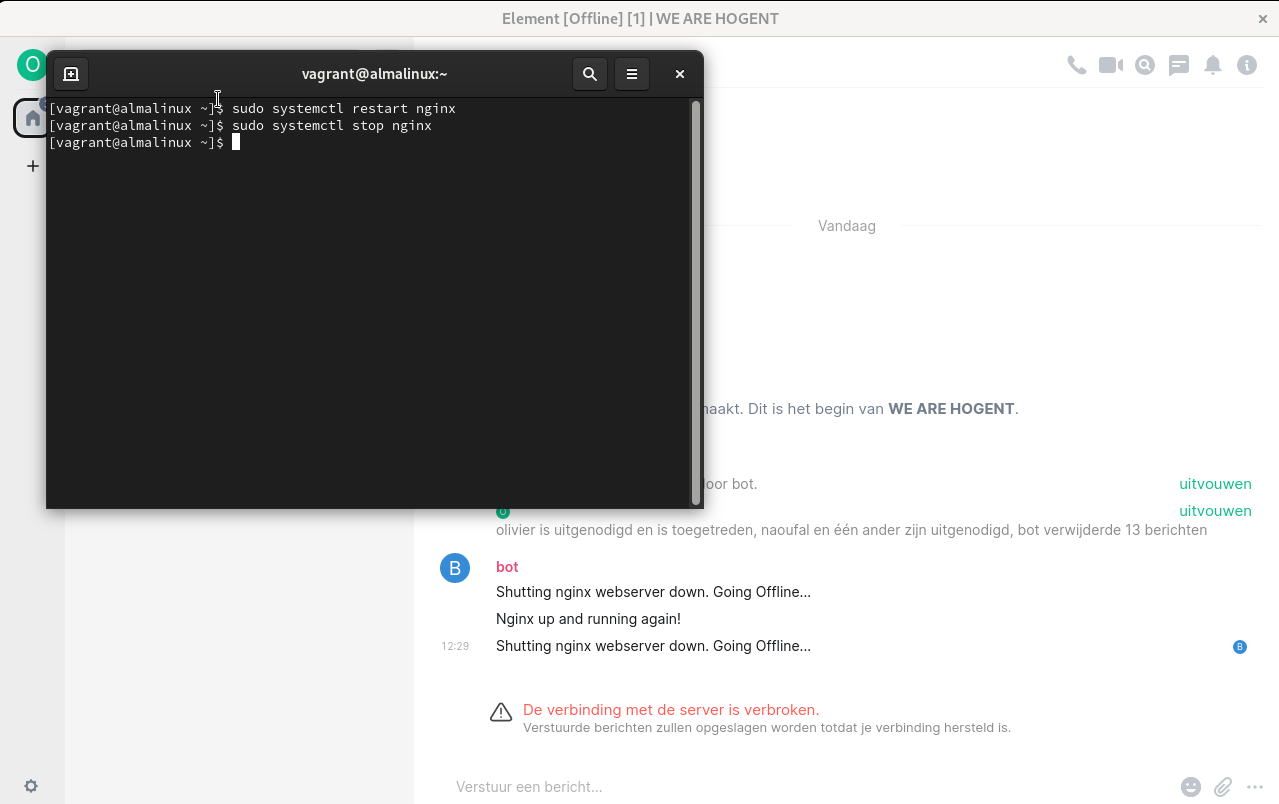 Element [Offline] [1] | WE ARE HOGENT
O
vagrant@almalinux:~
[vagrant@almalinux ~]$ sudo systemctl restart nginx
[vagrant@almalinux ~]$ sudo systemctl stop nginx
[vagrant@almalinux ~]$
Vandaag
Dit is het begin van WE ARE HOGENT.
door bot.
uitvouwen
uitvouwen
olivier is uitgenodigd en is toegetreden, naoufal en één ander zijn uitgenodigd, bot verwijderde 13 berichten
B
bot
Shutting nginx webserver down. Going Offline...
Nginx up and running again!
12:29 Shutting nginx webserver down. Going Offline...
B
De verbinding met de server is verbroken.
Verstuurde berichten zullen opgeslagen worden totdat je verbinding hersteld is.
Verstuur een bericht...